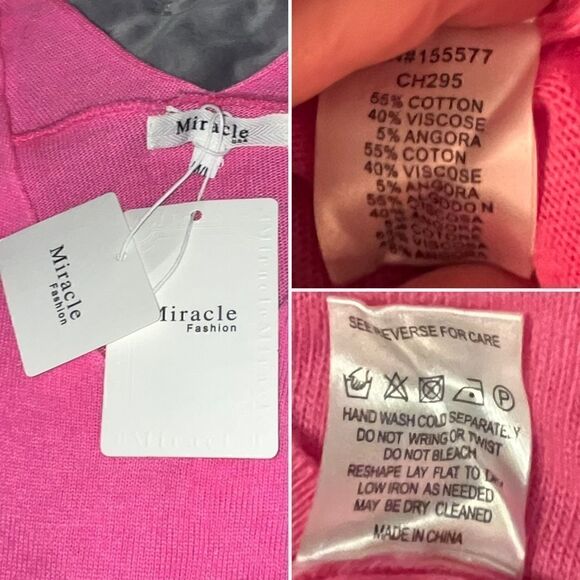 Miracle
USA
M/L
Miracle
Fashion
Miracle
Fashion
#155577
CH295
55% COTTON
40% VISCOSE
5% ANGORA
55% COTON
40% VISCOSE
5% ANGORA
VISCOSA
SEE REVERSE FOR CARE
P
HAND WASH COLD SEPARATELY
DO NOT WRING OR TWIST
DO NOT BLEACH
RESHAPE LAY FLAT TO
LOW IRON AS NEEDED
MAY BE DRY CLEANED
MADE IN CHINA